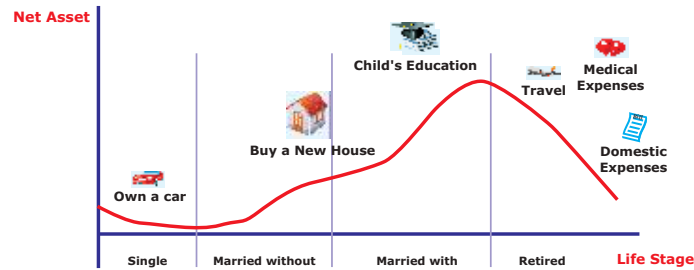 Net Asset
Child's Education
Medical
Expenses
Travel
Buy a New House
Domestic
Expenses
Own a car
Single
Married without
Married with
Retired
Life Stage